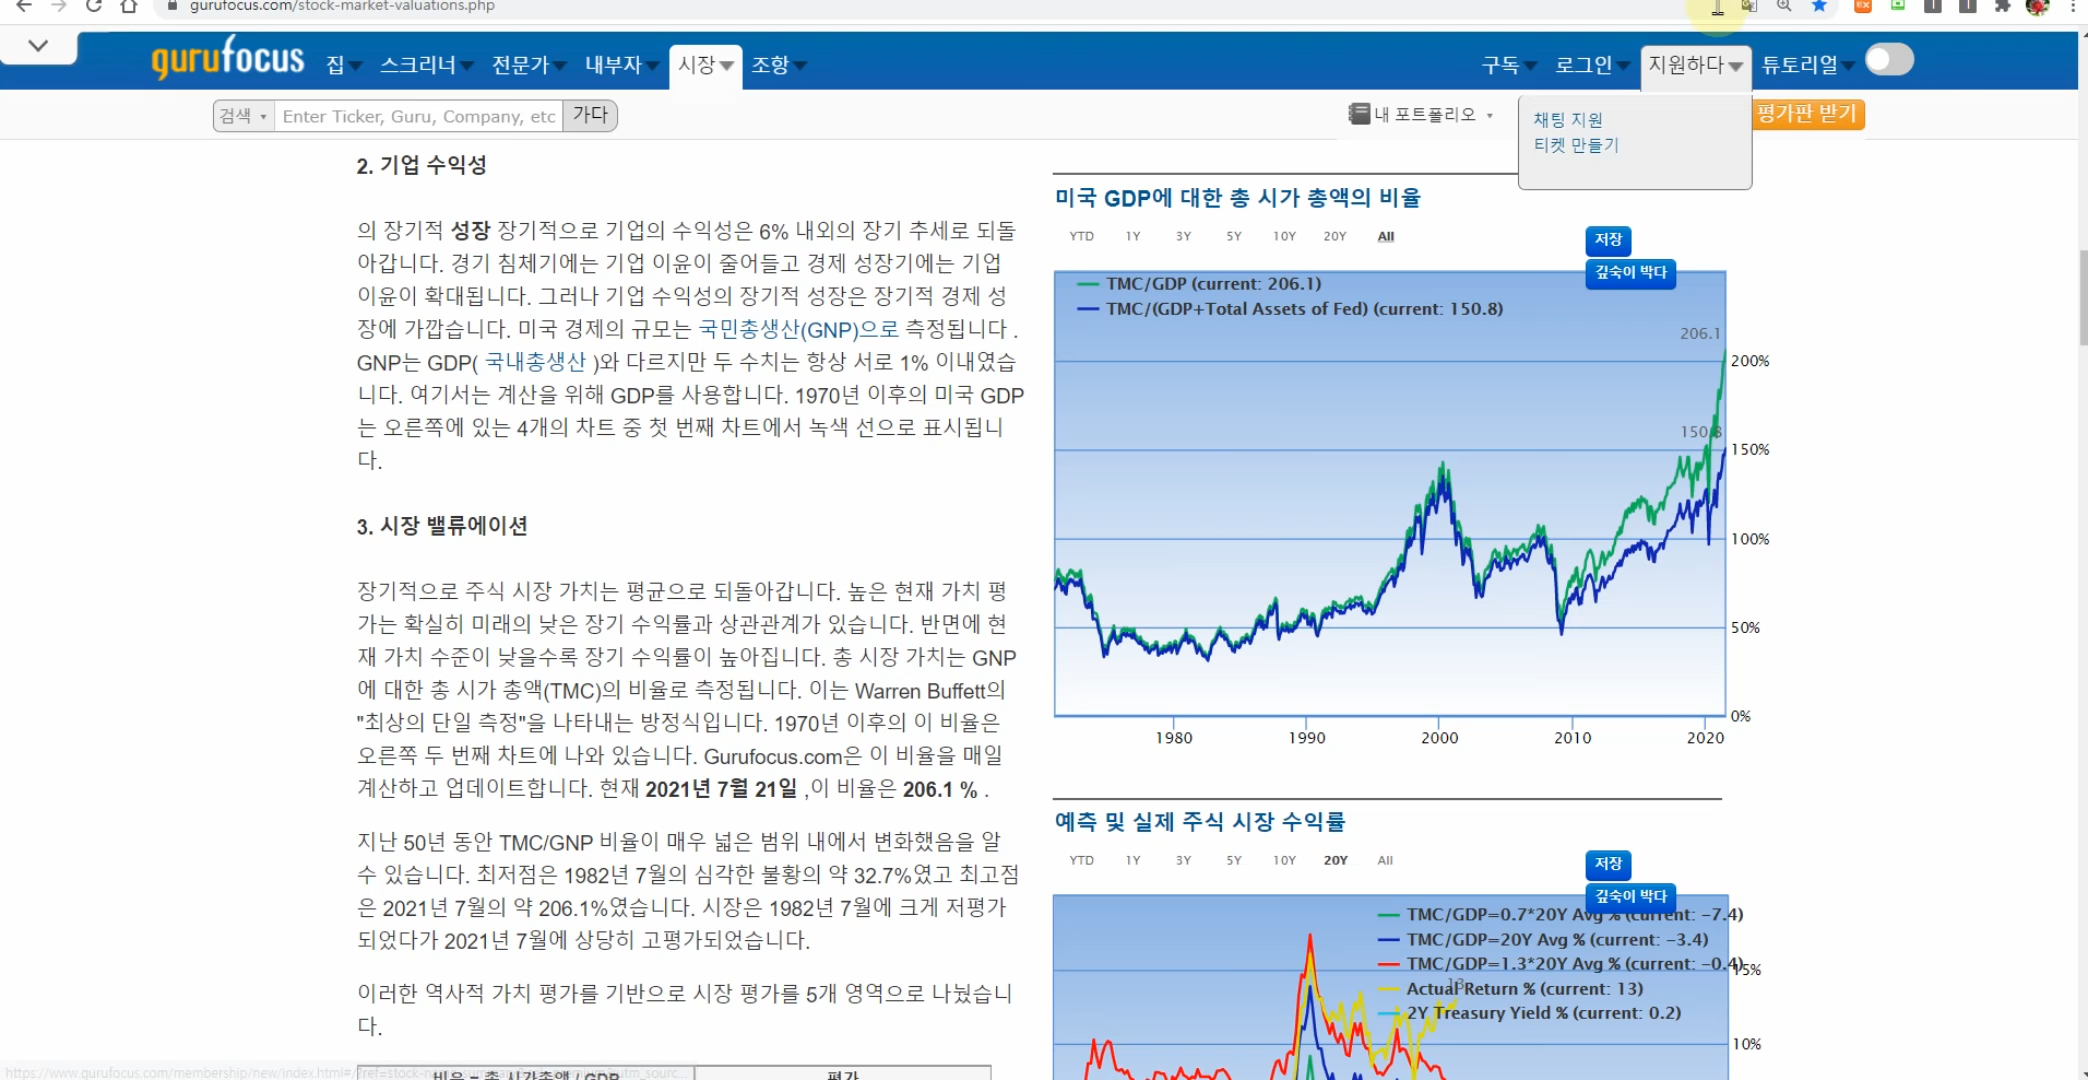 gurufocus.com/stock-market-valuations.php
gurufocus 집 스크리너 전문가 내부자 시장 조항 구독 로그인 지원하다 튜토리얼
검색 Enter Ticker, Guru, Company, etc 가다 내 포트폴리오 평가판 받기
채팅 지원
티켓 만들기
2. 기업 수익성
의 장기적 성장 장기적으로 기업의 수익성은 6% 내외의 장기 추세로 되돌
아갑니다. 경기 침체기에는 기업 이윤이 줄어들고 경제 성장기에는 기업
이윤이 확대됩니다. 그러나 기업 수익성의 장기적 성장은 장기적 경제 성
장에 가깝습니다. 미국 경제의 규모는 국민총생산(GNP)으로 측정됩니다 .
GNP는 GDP( 국내총생산 )와 다르지만 두 수치는 항상 서로 1% 이내였습
니다. 여기서는 계산을 위해 GDP를 사용합니다. 1970년 이후의 미국 GDP
는 오른쪽에 있는 4개의 차트 중 첫 번째 차트에서 녹색 선으로 표시됩니
다.
3. 시장 밸류에이션
장기적으로 주식 시장 가치는 평균으로 되돌아갑니다. 높은 현재 가치 평
가는 확실히 미래의 낮은 장기 수익률과 상관관계가 있습니다. 반면에 현
재 가치 수준이 낮을수록 장기 수익률이 높아집니다. 총 시장 가치는 GNP
에 대한 총 시가 총액(TMC)의 비율로 측정됩니다. 이는 Warren Buffett의
"최상의 단일 측정"을 나타내는 방정식입니다. 1970년 이후의 이 비율은
오른쪽 두 번째 차트에 나와 있습니다. Gurufocus.com은 이 비율을 매일
계산하고 업데이트합니다. 현재 2021년 7월 21일 ,이 비율은 206.1 % .
지난 50년 동안 TMC/GNP 비율이 매우 넓은 범위 내에서 변화했음을 알
수 있습니다. 최저점은 1982년 7월의 심각한 불황의 약 32.7%였고 최고점
은 2021년 7월의 약 206.1%였습니다. 시장은 1982년 7월에 크게 저평가
되었다가 2021년 7월에 상당히 고평가되었습니다.
이러한 역사적 가치 평가를 기반으로 시장 평가를 5개 영역으로 나눴습니
다.
비율 = 총 시가총액 / GDP 평가
미국 GDP에 대한 총 시가 총액의 비율
YTD 1Y 3Y 5Y 10Y 20Y All
저장
깊숙이 박다
TMC/GDP (current: 206.1)
TMC/(GDP+Total Assets of Fed) (current: 150.8)
206.1
200%
150.8
150%
100%
50%
0%
1980 1990 2000 2010 2020
예측 및 실제 주식 시장 수익률
YTD 1Y 3Y 5Y 10Y 20Y All
저장
깊숙이 박다
TMC/GDP=0.7*20Y Avg % (current: -7.4)
TMC/GDP=20Y Avg % (current: -3.4)
TMC/GDP=1.3*20Y Avg % (current: -0.4)
15%
13
Actual Return % (current: 13)
2Y Treasury Yield % (current: 0.2)
10%